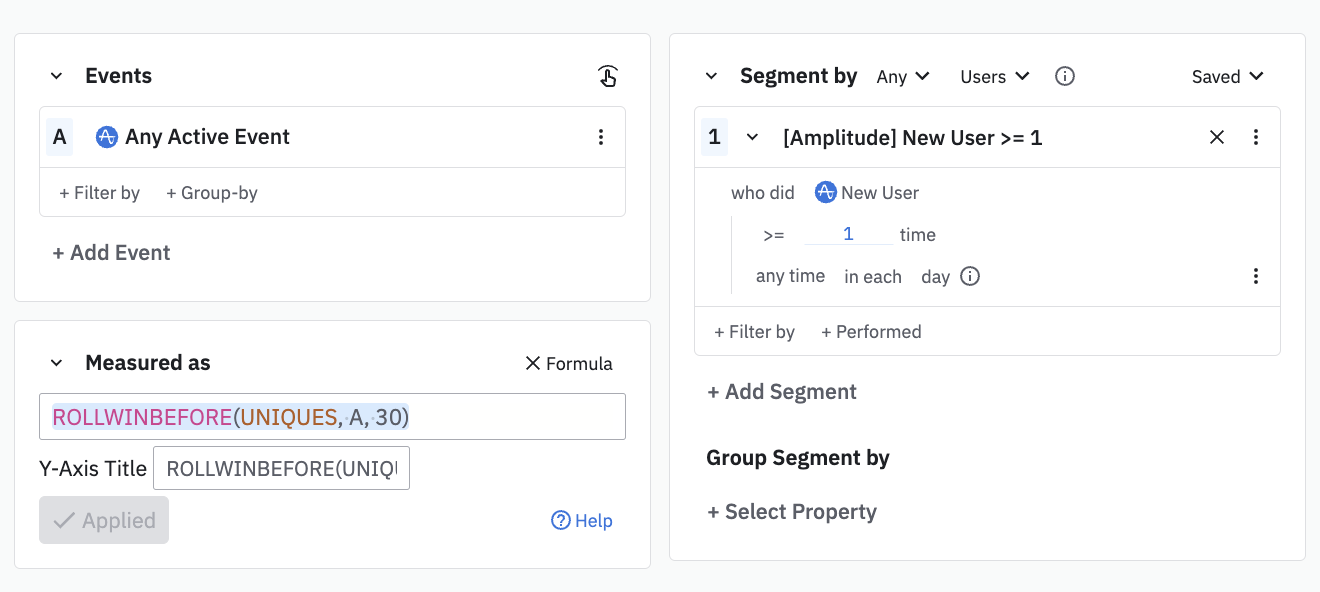 Events
A Any Active Event
+ Filter by + Group-by
+ Add Event
Measured as
Formula
ROLLWINBEFORE(UNIQUES, A, 30)
Y-Axis Title ROLLWINBEFORE(UNIQU
Applied
Help
Segment by Any Users Saved
1 [Amplitude] New User >= 1
who did New User
>= 1 time
any time in each day
+ Filter by + Performed
+ Add Segment
Group Segment by
+ Select Property